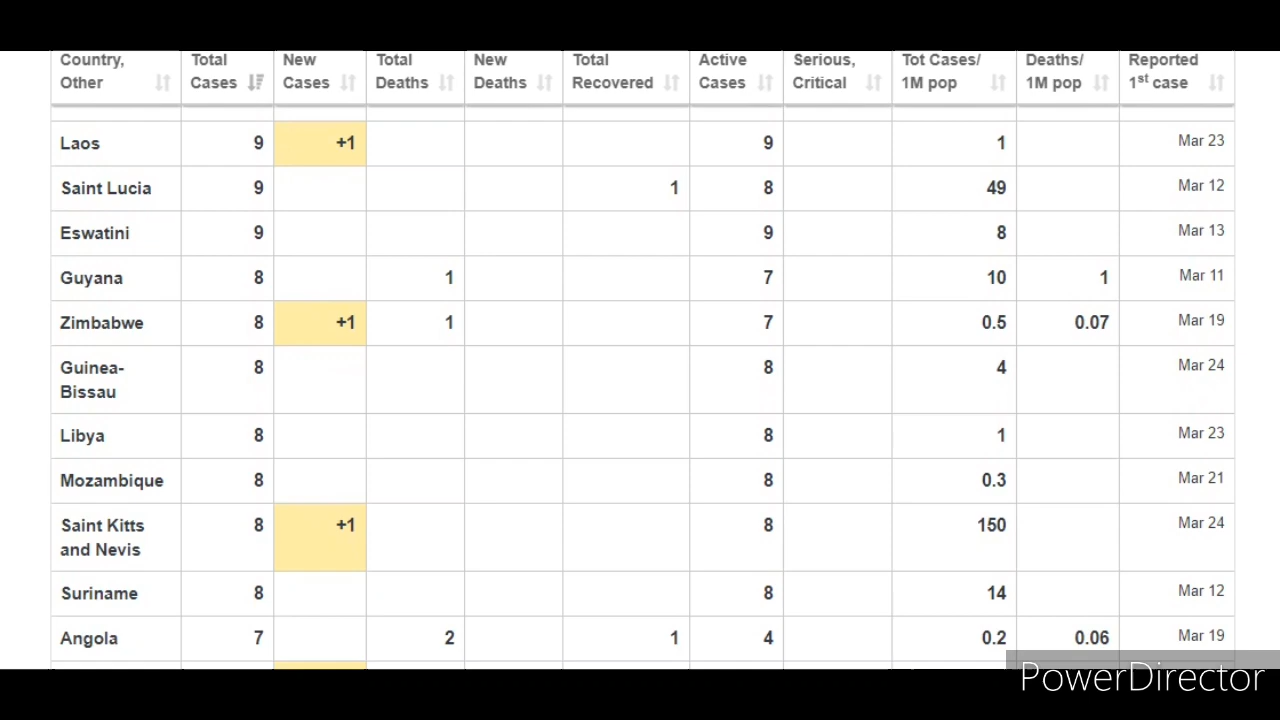 Country, Other Total Cases New Cases Total Deaths New Deaths Total Recovered Active Cases Serious, Critical Tot Cases/ 1M pop Deaths/ 1M pop Reported 1st case
Laos 9 +1 9 1 Mar 23
Saint Lucia 9 1 8 49 Mar 12
Eswatini 9 9 8 Mar 13
Guyana 8 1 7 10 1 Mar 11
Zimbabwe 8 +1 1 7 0.5 0.07 Mar 19
Guinea-Bissau 8 8 4 Mar 24
Libya 8 8 1 Mar 23
Mozambique 8 8 0.3 Mar 21
Saint Kitts and Nevis 8 +1 8 150 Mar 24
Suriname 8 8 14 Mar 12
Angola 7 2 1 4 0.2 0.06 Mar 19
PowerDirector